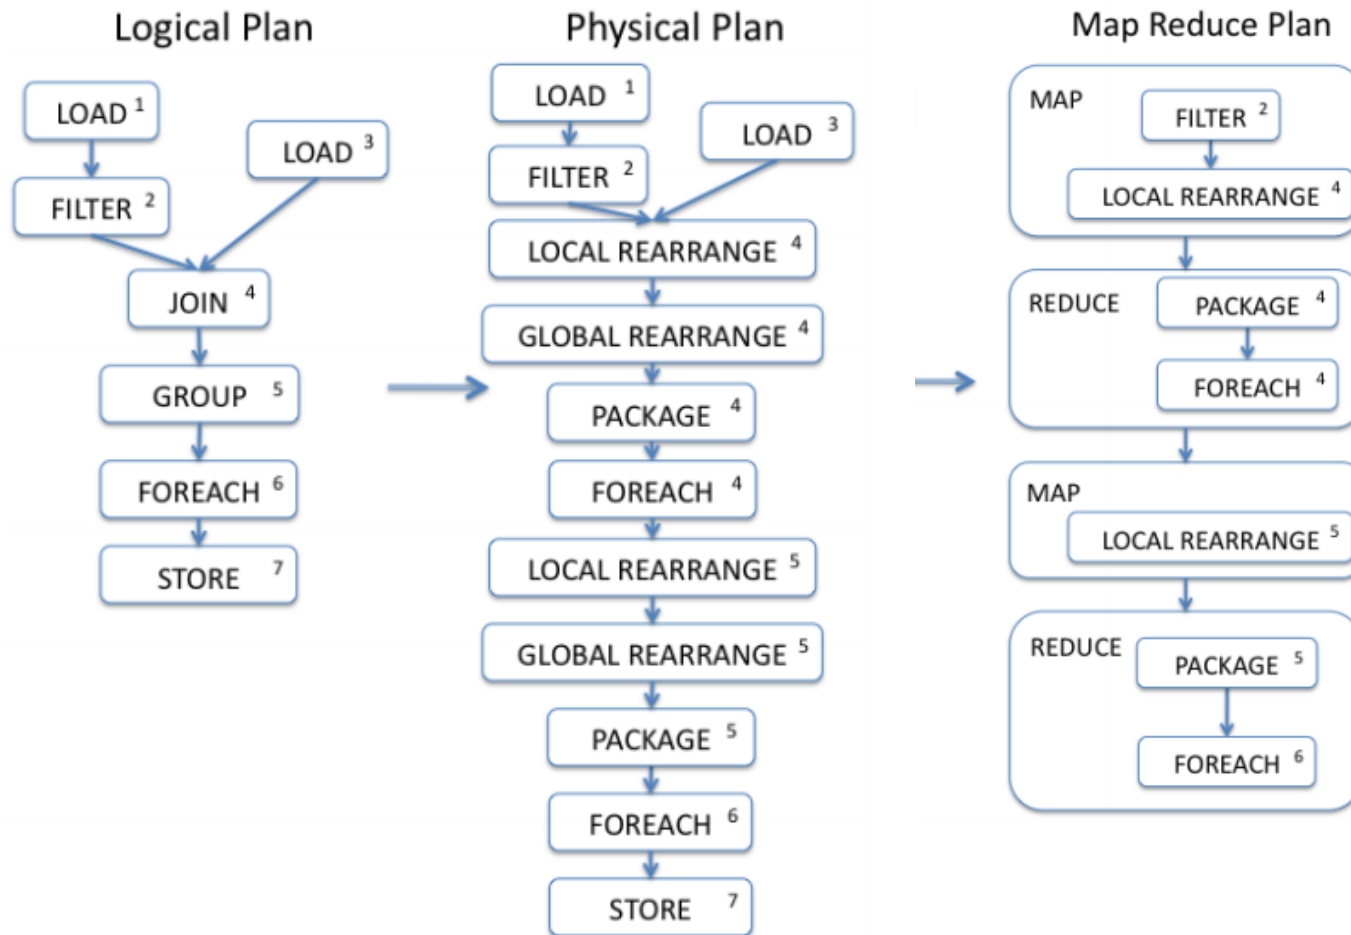 Logical Plan
LOAD 1
LOAD 3
FILTER 2
JOIN 4
GROUP 5
FOREACH 6
STORE 7
Physical Plan
LOAD 1
LOAD 3
FILTER 2
LOCAL REARRANGE 4
GLOBAL REARRANGE 4
PACKAGE 4
FOREACH 4
LOCAL REARRANGE 5
GLOBAL REARRANGE 5
PACKAGE 5
FOREACH 6
STORE 7
Map Reduce Plan
MAP
FILTER 2
LOCAL REARRANGE 4
REDUCE
PACKAGE 4
FOREACH 4
MAP
LOCAL REARRANGE 5
REDUCE
PACKAGE 5
FOREACH 6